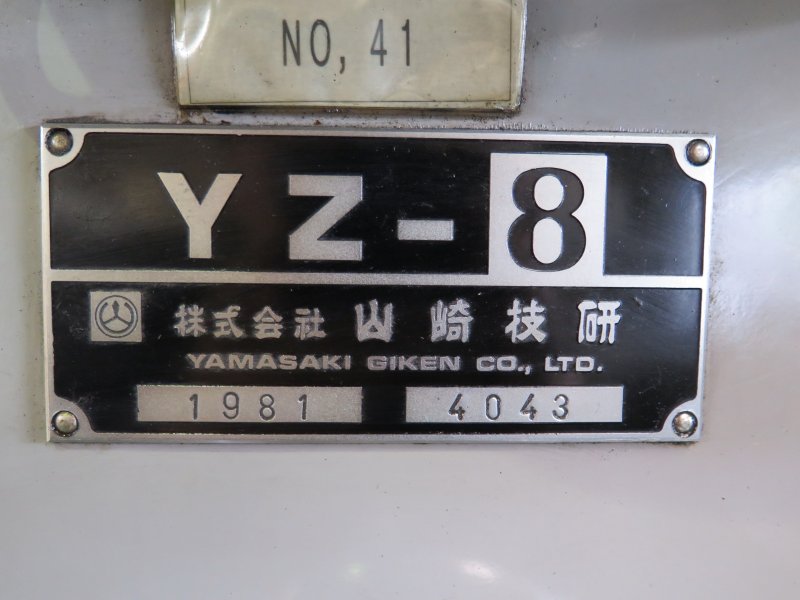 NO, 41
YZ-8
株式会社 山崎技研
YAMASAKI GIKEN CO., LTD.
1981 4043